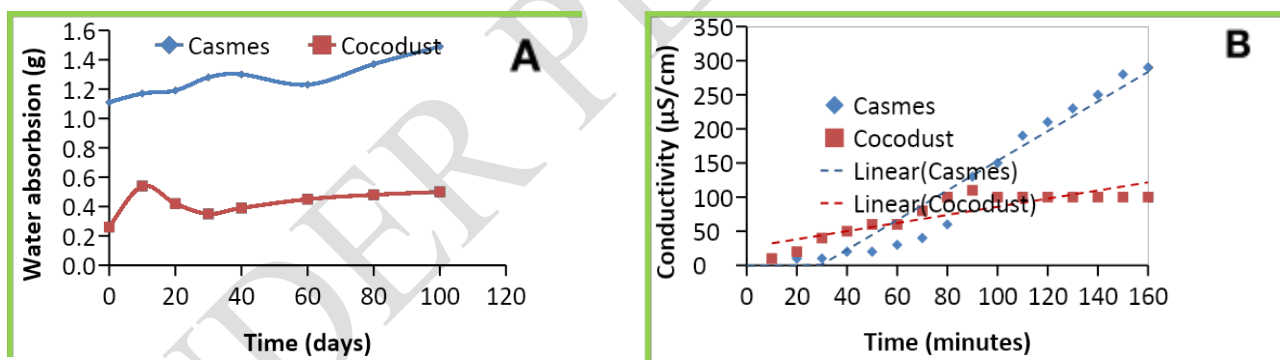 A
Casmes Cocodust
Water absorbsion (g)
1.6
1.4
1.2
1.0
0.8
0.6
0.4
0.2
0.0
0 20 40 60 80 100 120
Time (days)
B
Conductivity (µS/cm)
350
300
250
200
150
100
50
0
Casmes
Cocodust
Linear(Casmes)
Linear(Cocodust)
0 20 40 60 80 100 120 140 160
Time (minutes)
DER P